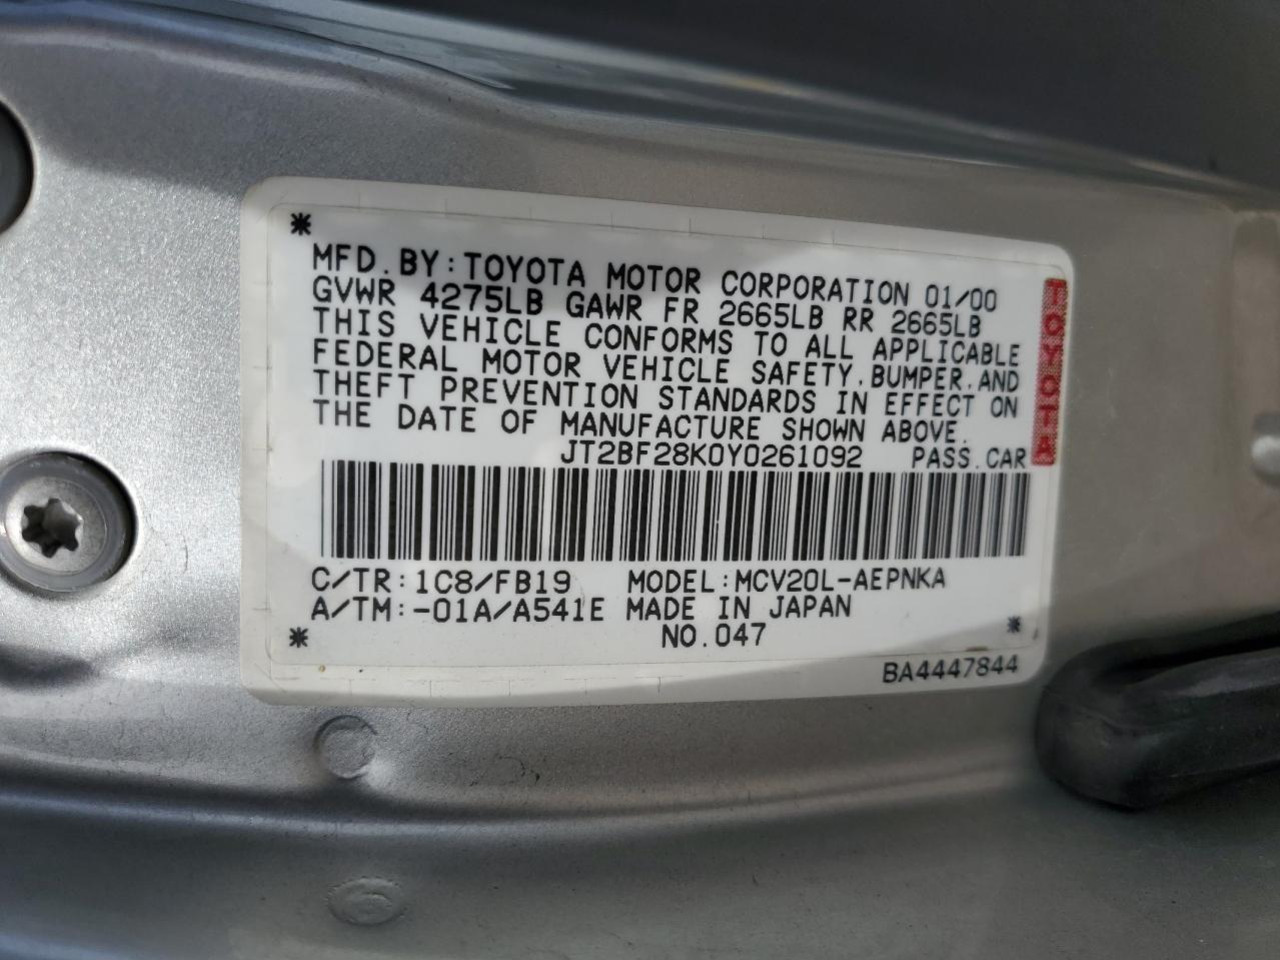 MFD. BY: TOYOTA MOTOR CORPORATION 01/00
GVWR 4275LB GAWR FR 2665LB RR 2665LB
THIS VEHICLE CONFORMS TO ALL APPLICABLE
FEDERAL MOTOR VEHICLE SAFETY, BUMPER, AND
THEFT PREVENTION STANDARDS IN EFFECT ON
THE DATE OF MANUFACTURE SHOWN ABOVE.
JT2BF28K0Y0261092 PASS. CAR
TOYOTA
C/TR: 1C8/FB19 MODEL: MCV20L-AEPNKA
A/TM: -01A/A541E MADE IN JAPAN
NO. 047
BA4447844